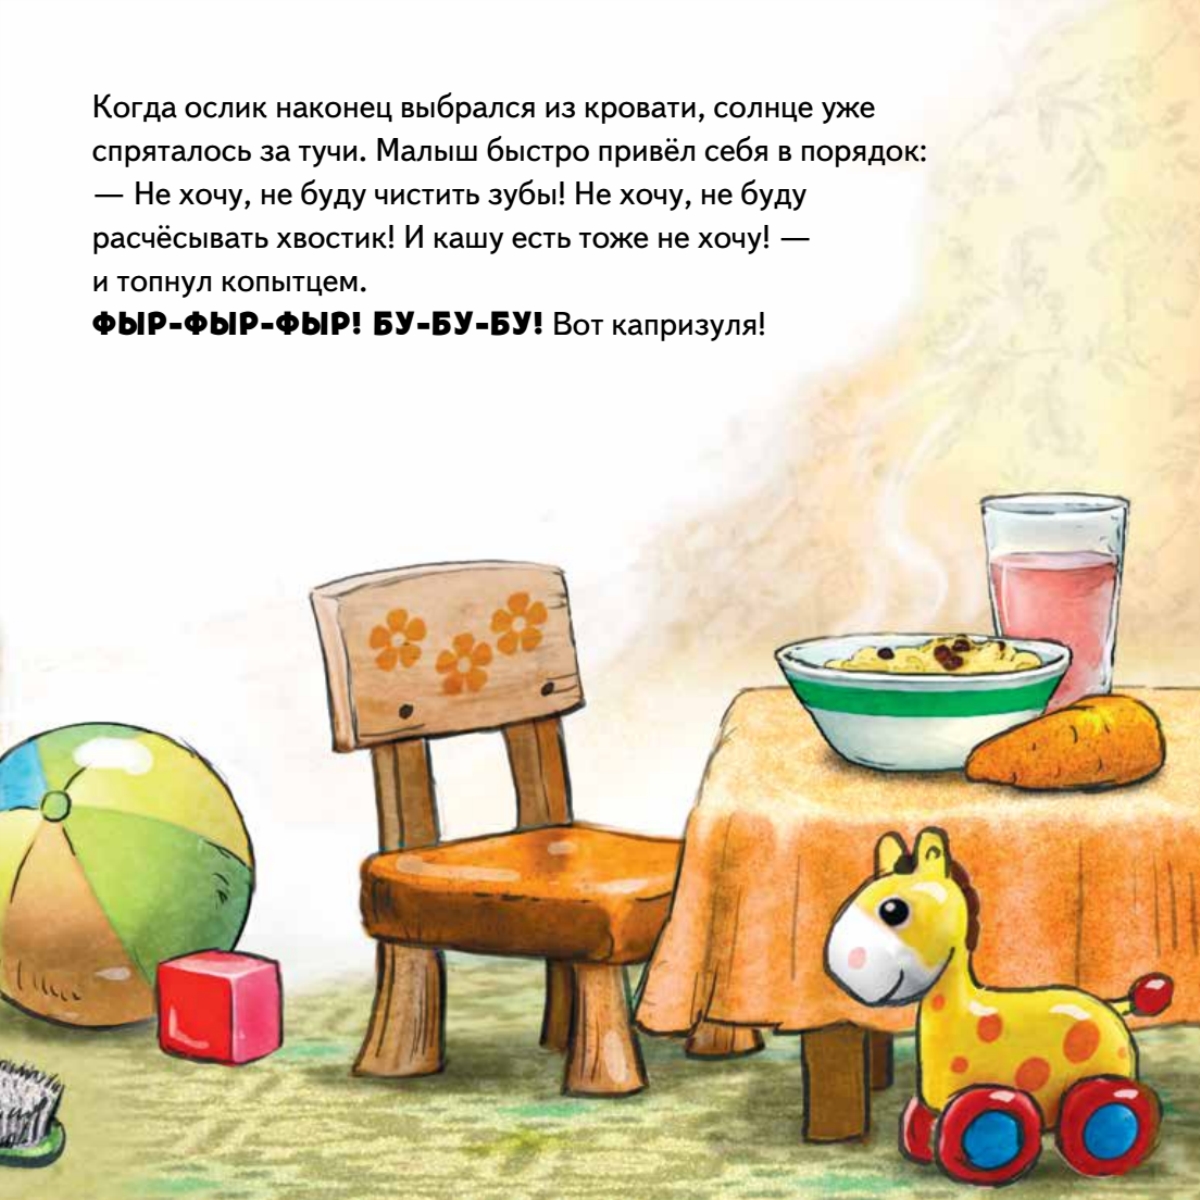 Когда ослик наконец выбрался из кровати, солнце уже
спряталось за тучи. Малыш быстро привёл себя в порядок:
— Не хочу, не буду чистить зубы! Не хочу, не буду
расчёсывать хвостик! И кашу есть тоже не хочу! —
и топнул копытцем.
ФЫР-ФЫР-ФЫР! БУ-БУ-БУ! Вот капризуля!